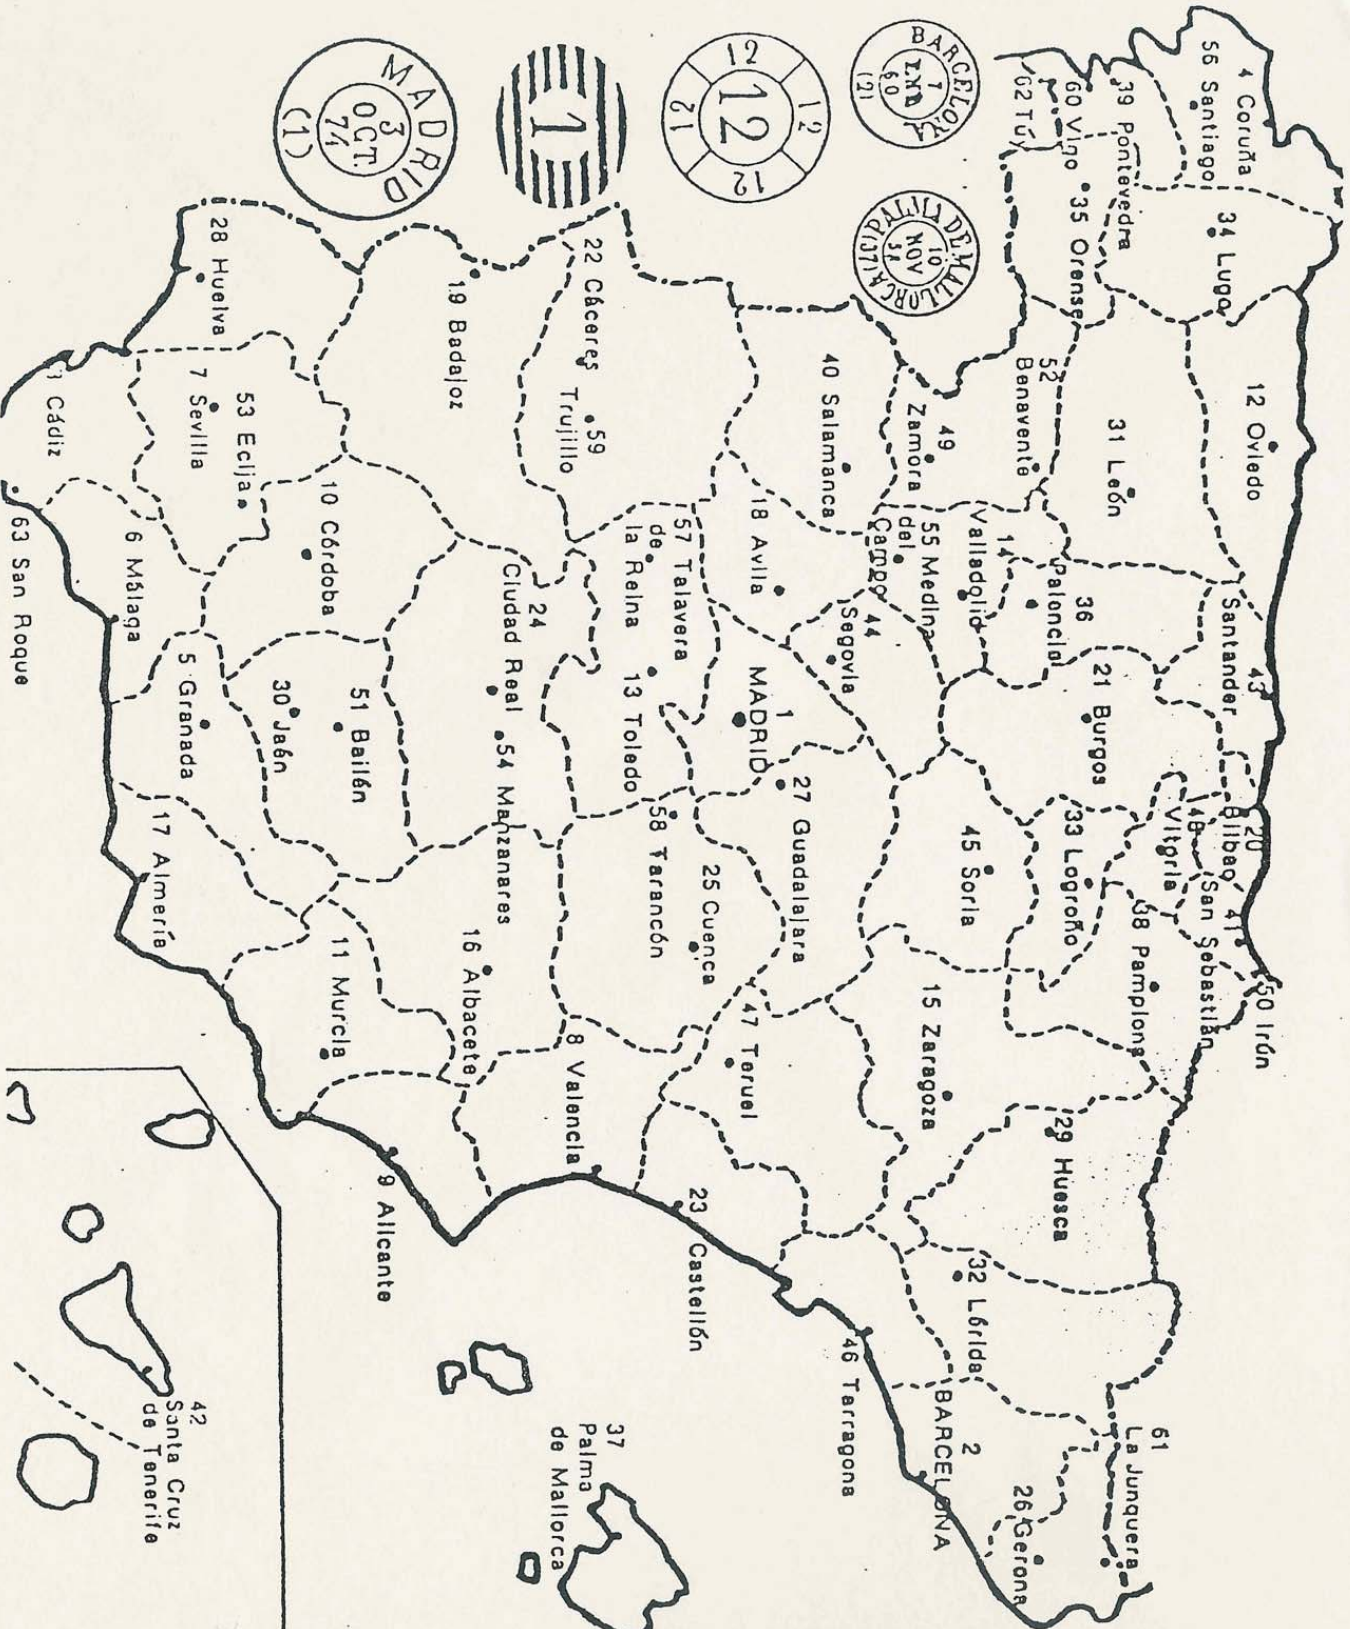 4 Coruña
56 Santiago
39 Pontevedra
60 Vigo
62 Túy
34 Lugo
35 Orense
12 Oviedo
31 León
52
Benavente
49
Zamora
40 Salamanca
43
Santander
36
Palencia
14
Valladolid
55 Medina
del
Campo
21 Burgos
20
Bilbao
48
Vitoria
41
San Sebastián
50 Irún
38 Pamplona
33 Logroño
45 Soria
44
Segovia
18 Avila
1
MADRID
27 Guadalajara
15 Zaragoza
29 Huesca
32 Lérida
61
La Junquera
2
BARCELONA
26 Gerona
46 Tarragona
47 Teruel
23
Castellón
22 Cáceres
59
Trujillo
57 Talavera
de
la Reina
13 Toledo
58 Tarancón
25 Cuenca
8 Valencia
19 Badajoz
24
Ciudad Real
54 Manzanares
16 Albacete
9 Alicante
28 Huelva
53 Ecija
7 Sevilla
10 Córdoba
51 Bailén
30 Jaén
11 Murcia
Cádiz
6 Málaga
5 Granada
17 Almería
63 San Roque
37
Palma
de Mallorca
42
Santa Cruz
de Tenerife
BARCELONA
7
ENE
60
(2)
PALMA DE MALLORCA
10
NOV
12
12
12
12
12
1
MADRID
3
OCT.
74
(1)